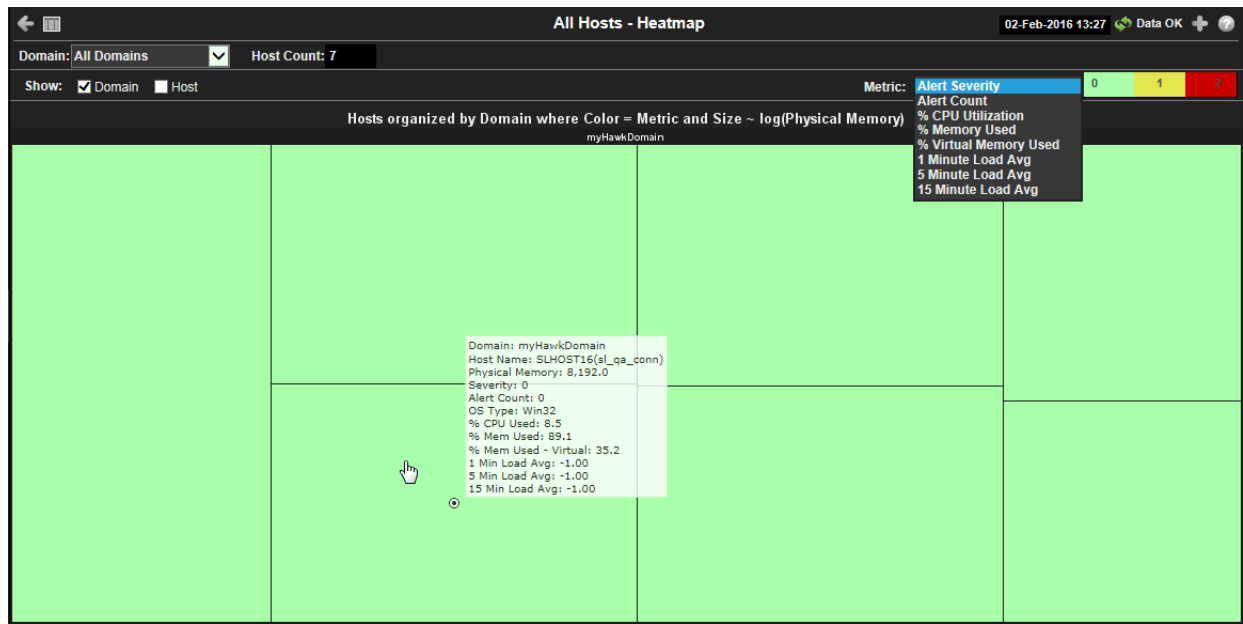 All Hosts - Heatmap
02-Feb-2016 13:27 Data OK
Domain: All Domains Host Count: 7
Show: Domain Host
Metric: Alert Severity 0 1 2
Alert Count
% CPU Utilization
% Memory Used
% Virtual Memory Used
1 Minute Load Avg
5 Minute Load Avg
15 Minute Load Avg
Hosts organized by Domain where Color = Metric and Size ~ log(Physical Memory)
myHawkDomain
Domain: myHawkDomain
Host Name: SLHOST16(sl_qa_conn)
Physical Memory: 8,192.0
Severity: 0
Alert Count: 0
OS Type: Win32
% CPU Used: 8.5
% Mem Used: 89.1
% Mem Used - Virtual: 35.2
1 Min Load Avg: -1.00
5 Min Load Avg: -1.00
15 Min Load Avg: -1.00